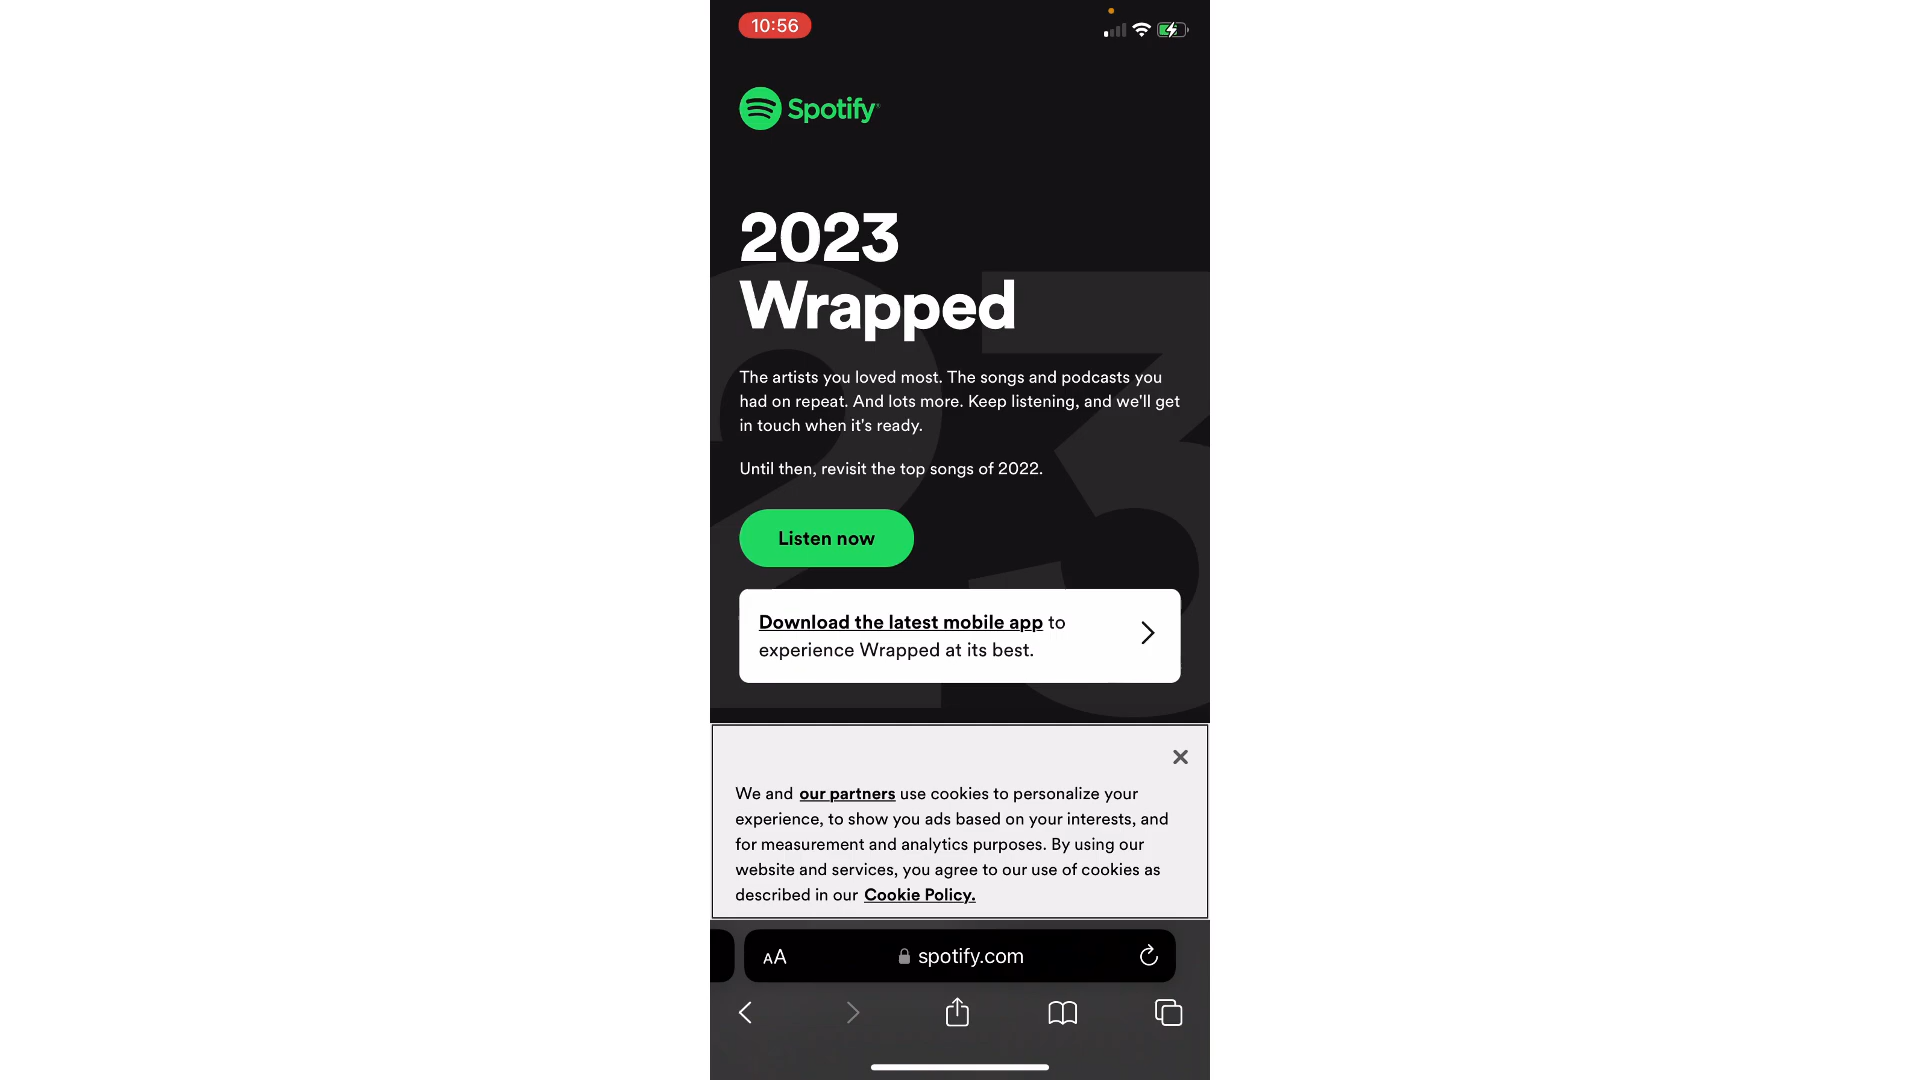 10:56
Spotify
2023
Wrapped
The artists you loved most. The songs and podcasts you
had on repeat. And lots more. Keep listening, and we'll get
in touch when it's ready.
Until then, revisit the top songs of 2022.
Listen now
Download the latest mobile app to
experience Wrapped at its best.
We and our partners use cookies to personalize your
experience, to show you ads based on your interests, and
for measurement and analytics purposes. By using our
website and services, you agree to our use of cookies as
described in our Cookie Policy.
AA spotify.com